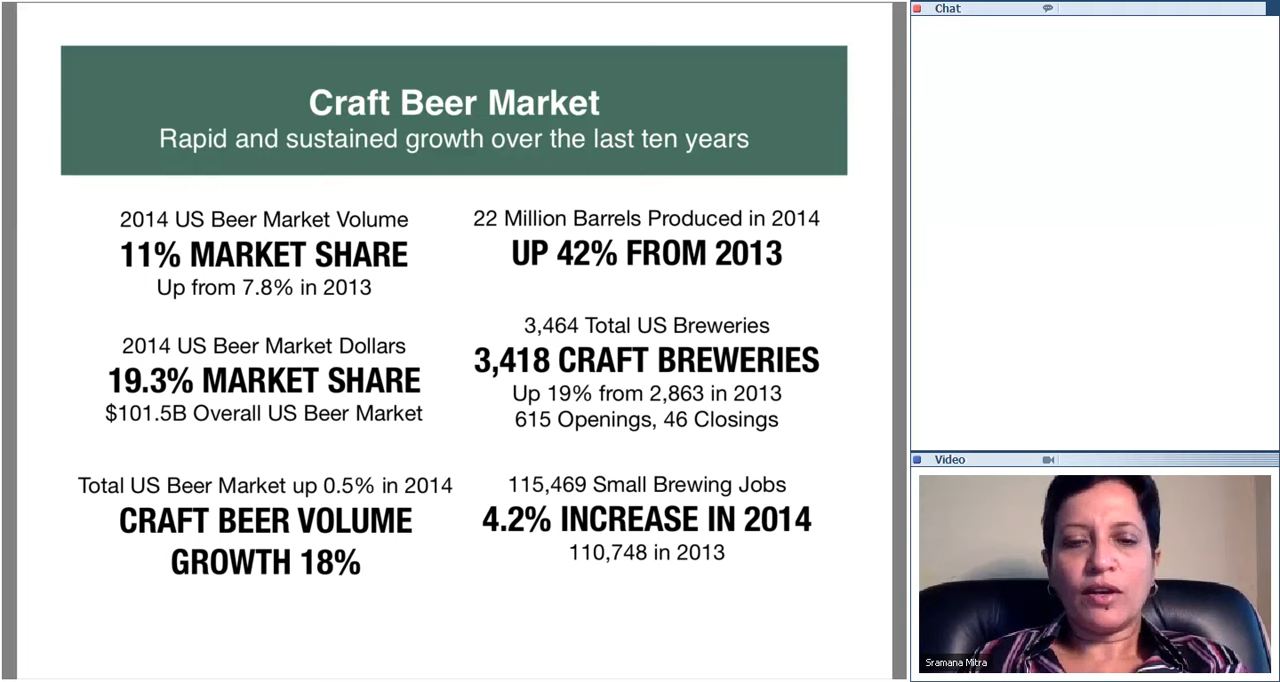 Craft Beer Market
Rapid and sustained growth over the last ten years
2014 US Beer Market Volume
11% MARKET SHARE
Up from 7.8% in 2013
2014 US Beer Market Dollars
19.3% MARKET SHARE
$101.5B Overall US Beer Market
Total US Beer Market up 0.5% in 2014
CRAFT BEER VOLUME
GROWTH 18%
22 Million Barrels Produced in 2014
UP 42% FROM 2013
3,464 Total US Breweries
3,418 CRAFT BREWERIES
Up 19% from 2,863 in 2013
615 Openings, 46 Closings
115,469 Small Brewing Jobs
4.2% INCREASE IN 2014
110,748 in 2013
Chat
Video
Sramana Mitra